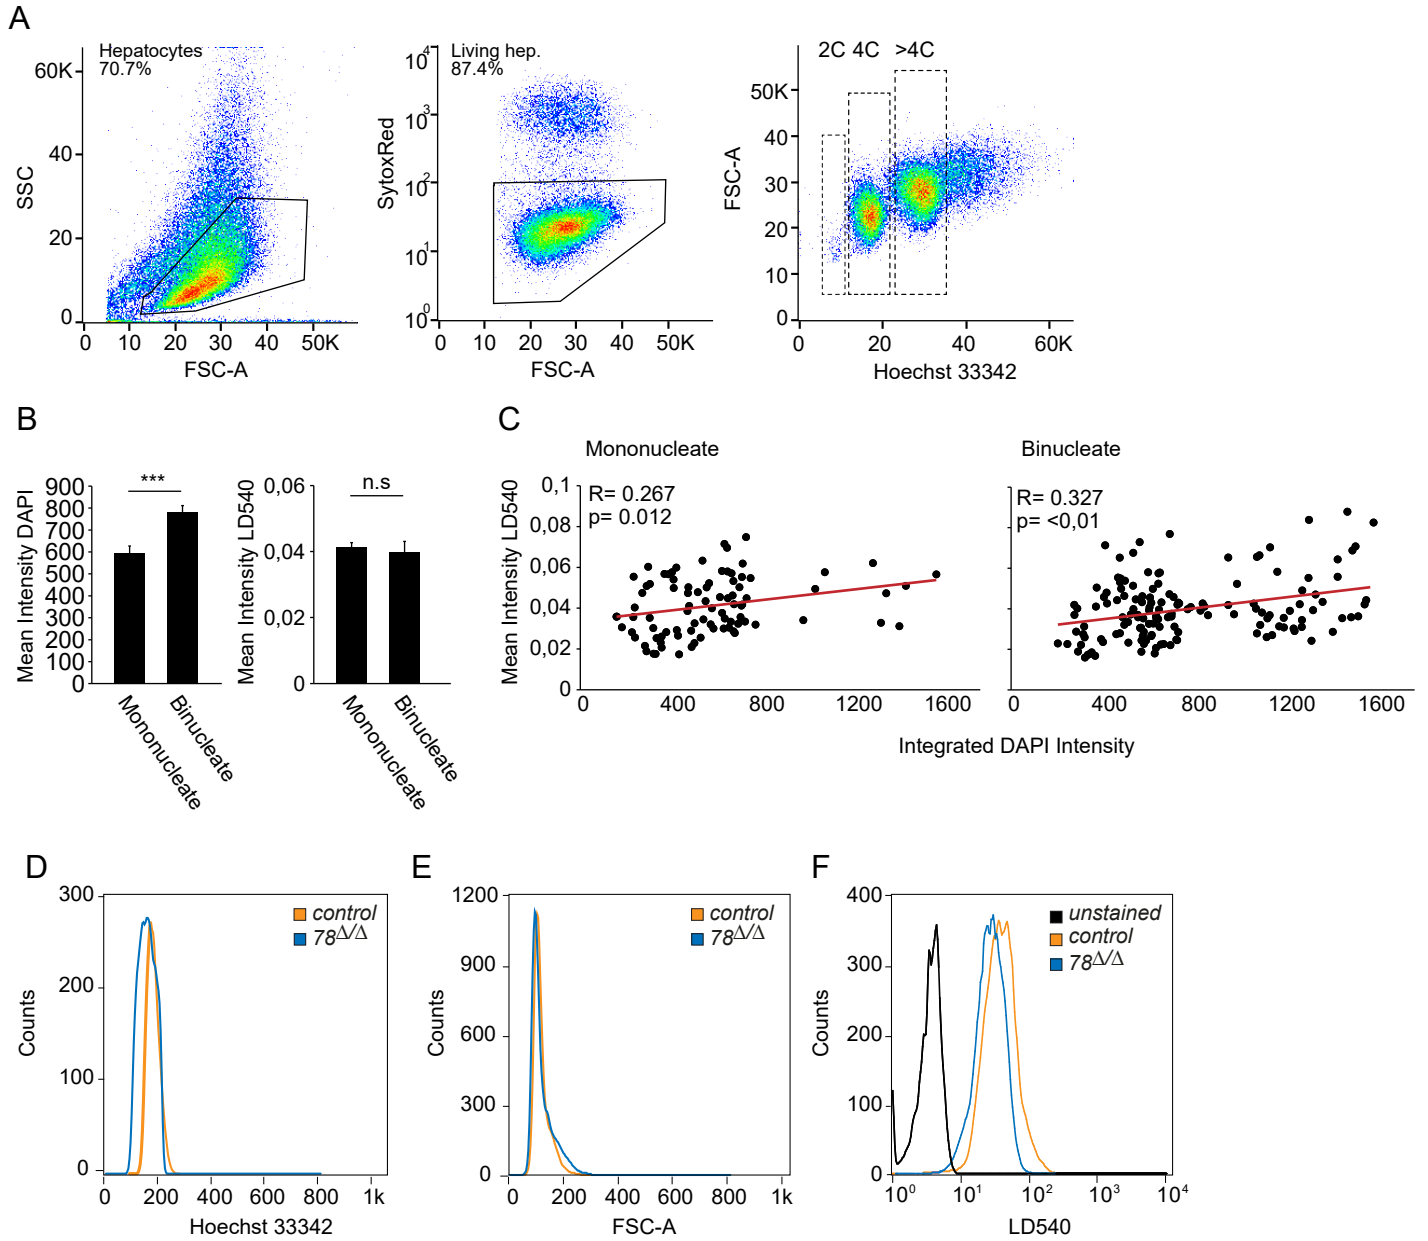 A
Hepatocytes
70.7%
SSC
60K
40
20
0
0 10 20 30 40 50K
FSC-A
Living hep.
87.4%
SytoxRed
10^4
10^3
10^2
10^1
10^0
0 10 20 30 40 50K
FSC-A
2C 4C >4C
FSC-A
50K
40
30
20
10
0
0 20 40 60K
Hoechst 33342
B
Mean Intensity DAPI
900
800
700
600
500
400
300
200
100
0
***
Mononucleate
Binucleate
Mean Intensity LD540
0,06
0,04
0,02
0
n.s
Mononucleate
Binucleate
C
Mononucleate
Mean Intensity LD540
0,1
0,08
0,06
0,04
0,02
0
R= 0.267
p= 0.012
0 400 800 1200 1600
Binucleate
R= 0.327
p= <0,01
0 400 800 1200 1600
Integrated DAPI Intensity
D
Counts
300
200
100
0
control
78^Δ/Δ
0 200 400 600 800 1k
Hoechst 33342
E
Counts
1200
900
600
300
0
control
78^Δ/Δ
0 200 400 600 800 1k
FSC-A
F
Counts
400
300
200
100
0
unstained
control
78^Δ/Δ
10^0 10^1 10^2 10^3 10^4
LD540